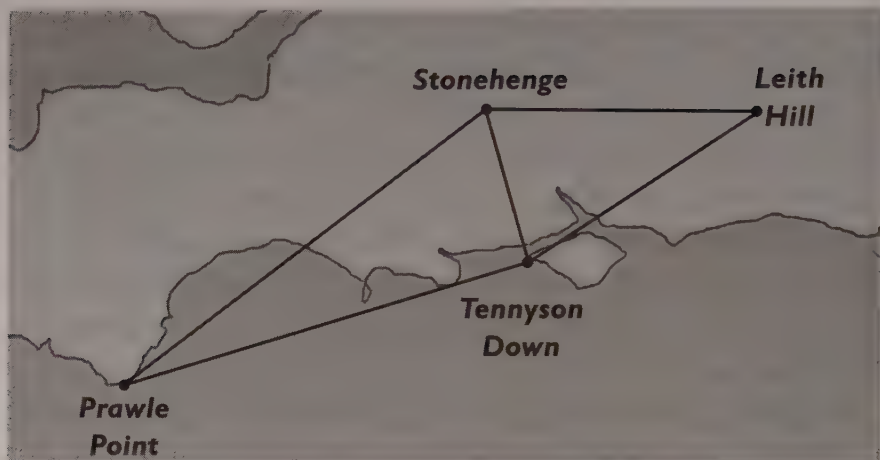 Stonehenge
Leith
Hill
Tennyson
Down
Prawle
Point